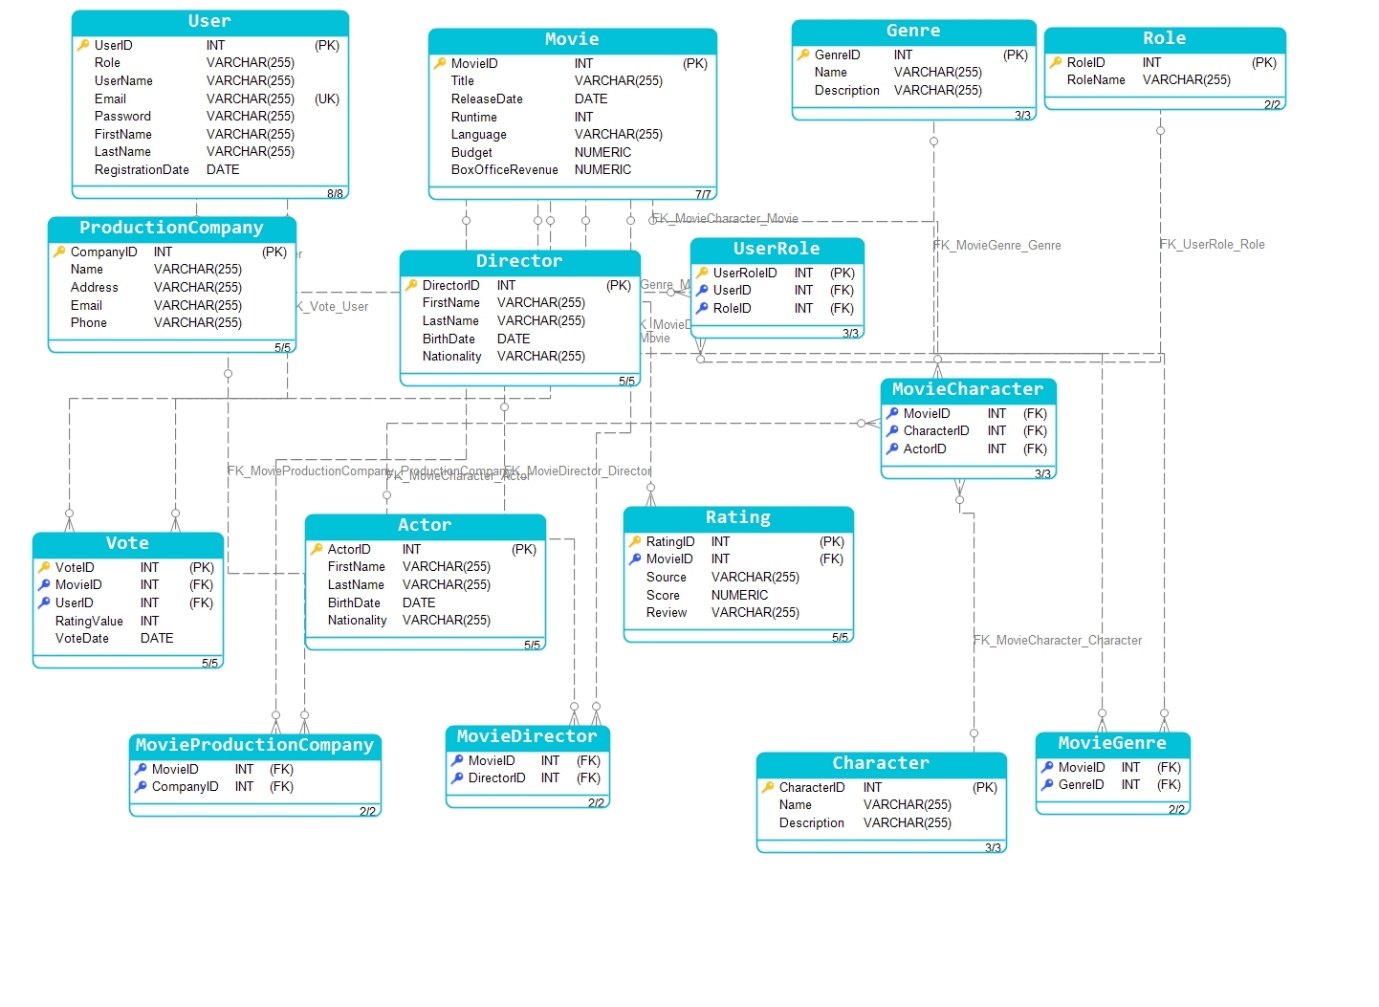 User
UserID INT (PK)
Role VARCHAR(255)
UserName VARCHAR(255)
Email VARCHAR(255) (UK)
Password VARCHAR(255)
FirstName VARCHAR(255)
LastName VARCHAR(255)
RegistrationDate DATE
8/8
Movie
MovieID INT (PK)
Title VARCHAR(255)
ReleaseDate DATE
Runtime INT
Language VARCHAR(255)
Budget NUMERIC
BoxOfficeRevenue NUMERIC
7/7
Genre
GenreID INT (PK)
Name VARCHAR(255)
Description VARCHAR(255)
3/3
Role
RoleID INT (PK)
RoleName VARCHAR(255)
2/2
ProductionCompany
CompanyID INT (PK)
Name VARCHAR(255)
Address VARCHAR(255)
Email VARCHAR(255)
Phone VARCHAR(255)
5/5
K_Vote_User
Director
DirectorID INT (PK)
FirstName VARCHAR(255)
LastName VARCHAR(255)
BirthDate DATE
Nationality VARCHAR(255)
5/5
FK_MovieCharacter_Movie
Genre_M
Movie
UserRole
UserRoleID INT (PK)
UserID INT (FK)
RoleID INT (FK)
3/3
FK_MovieGenre_Genre
FK_UserRole_Role
MovieCharacter
MovieID INT (FK)
CharacterID INT (FK)
ActorID INT (FK)
3/3
FK_MovieProductionCompany_ProductionCompany
FK_MovieDirector_Director
FK_MovieCharacter_Actor
Vote
VoteID INT (PK)
MovieID INT (FK)
UserID INT (FK)
RatingValue INT
VoteDate DATE
5/5
Actor
ActorID INT (PK)
FirstName VARCHAR(255)
LastName VARCHAR(255)
BirthDate DATE
Nationality VARCHAR(255)
5/5
Rating
RatingID INT (PK)
MovieID INT (FK)
Source VARCHAR(255)
Score NUMERIC
Review VARCHAR(255)
5/5
FK_MovieCharacter_Character
MovieProductionCompany
MovieID INT (FK)
CompanyID INT (FK)
2/2
MovieDirector
MovieID INT (FK)
DirectorID INT (FK)
2/2
Character
CharacterID INT (PK)
Name VARCHAR(255)
Description VARCHAR(255)
3/3
MovieGenre
MovieID INT (FK)
GenreID INT (FK)
2/2